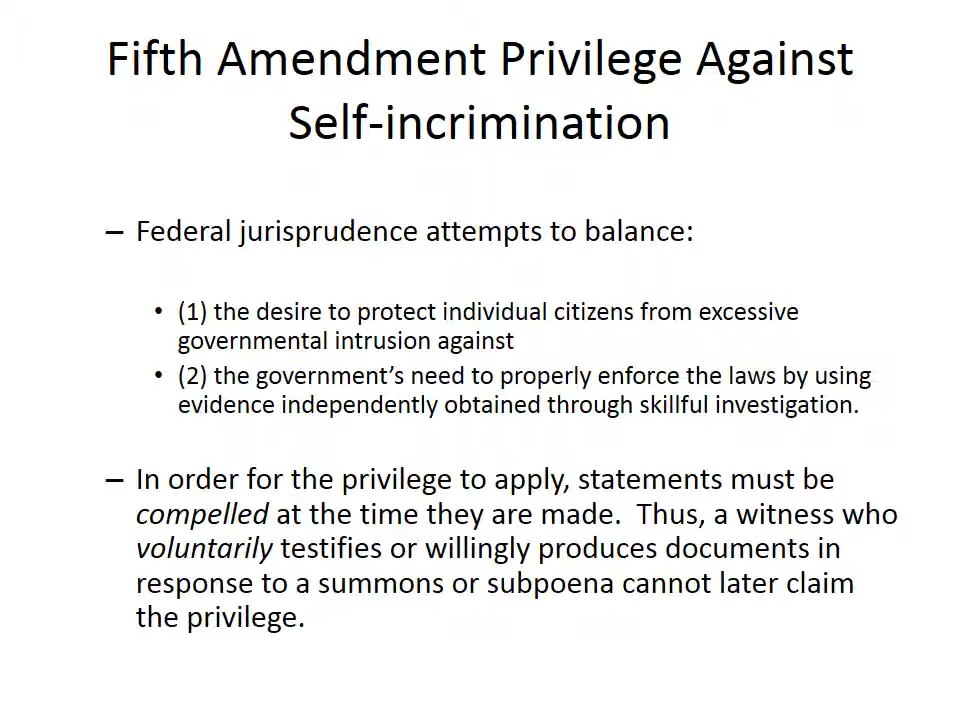 Fifth Amendment Privilege Against
Self-incrimination
– Federal jurisprudence attempts to balance:
• (1) the desire to protect individual citizens from excessive
governmental intrusion against
• (2) the government’s need to properly enforce the laws by using
evidence independently obtained through skillful investigation.
– In order for the privilege to apply, statements must be
compelled at the time they are made.  Thus, a witness who
voluntarily testifies or willingly produces documents in
response to a summons or subpoena cannot later claim
the privilege.